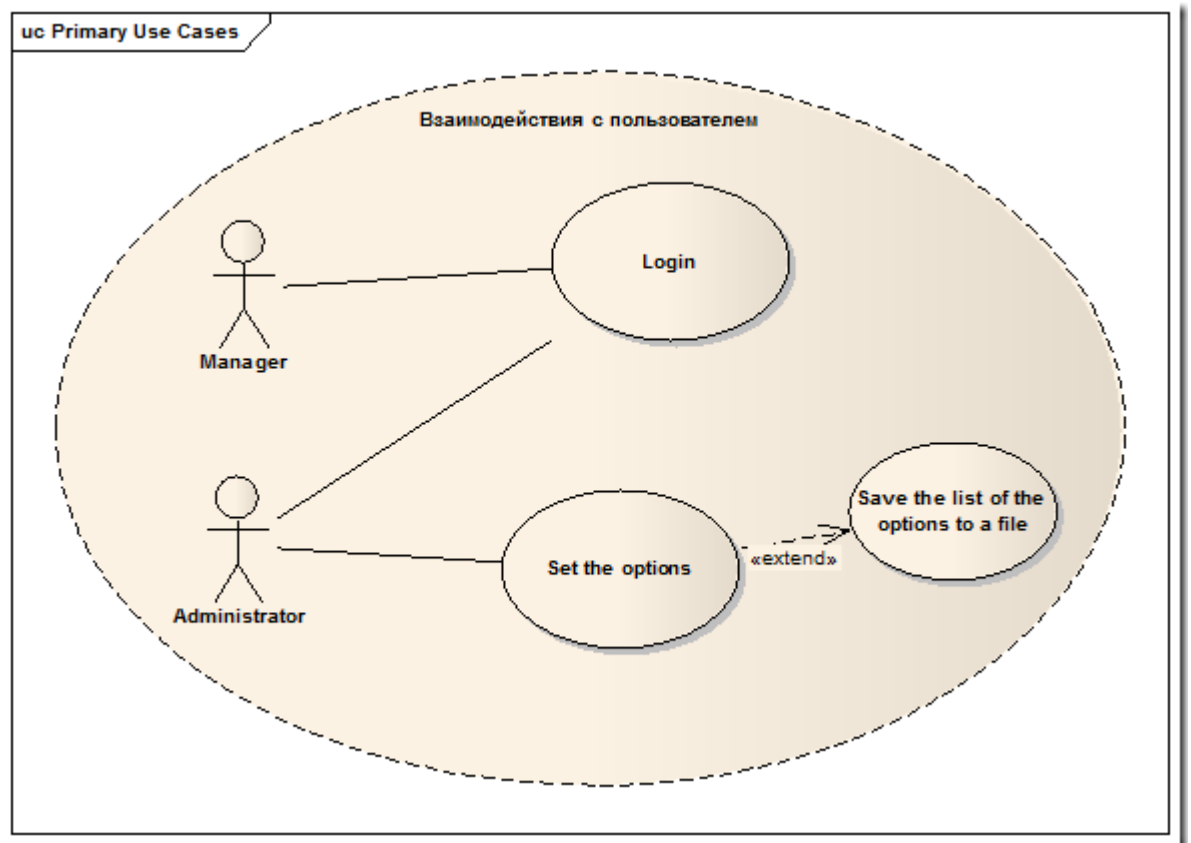 uc Primary Use Cases
Взаимодействия с пользователем
Login
Manager
Save the list of the
options to a file
«extend»
Set the options
Administrator